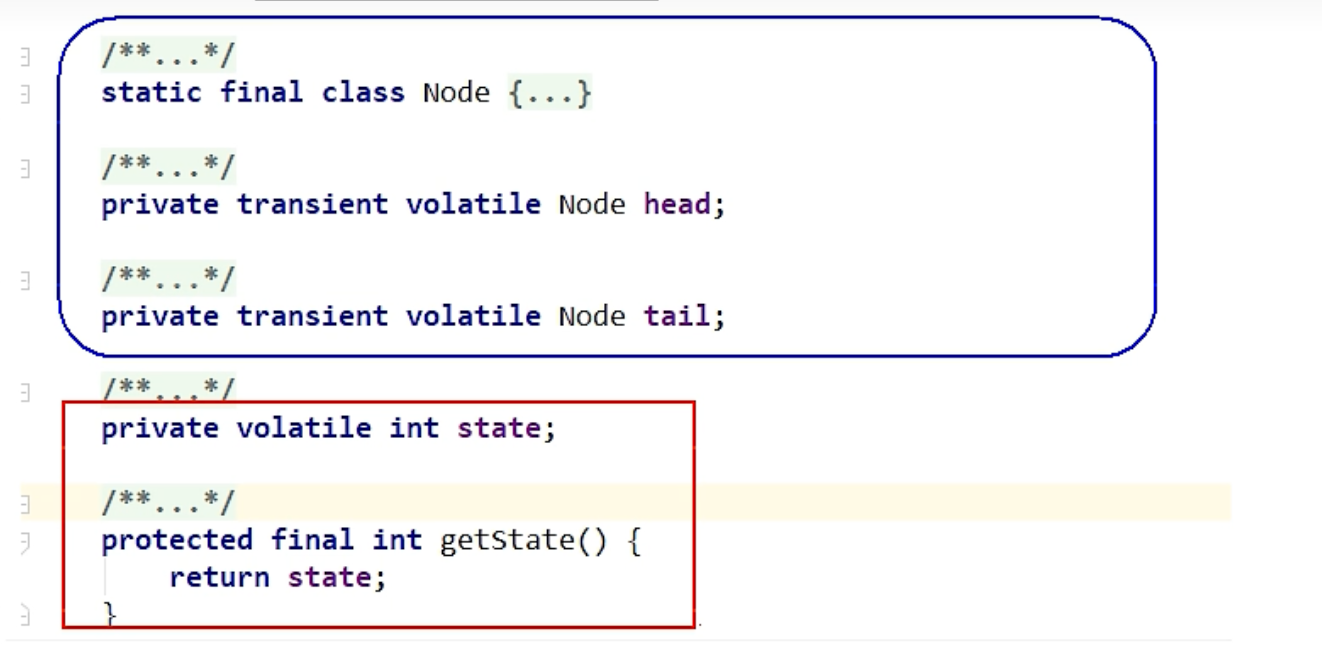 /**...*/
static final class Node {...}
/**...*/
private transient volatile Node head;
/**...*/
private transient volatile Node tail;
/**...*/
private volatile int state;
/**...*/
protected final int getState() {
return state;
}